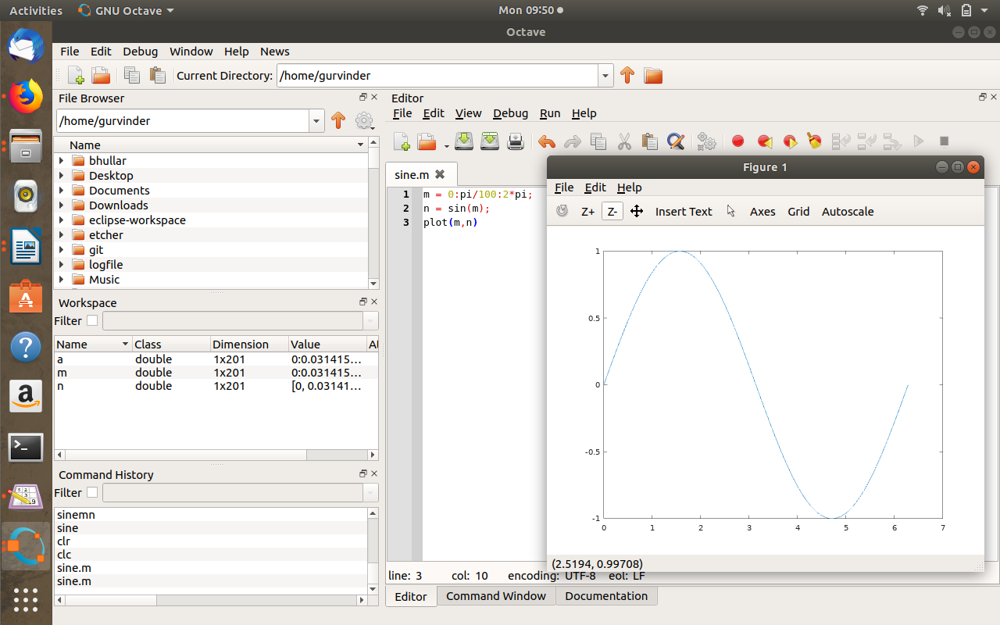 Activities GNU Octave Mon 09:50
Octave
File Edit Debug Window Help News
Current Directory: /home/gurvinder
File Browser
/home/gurvinder
Name
bhullar
Desktop
Documents
Downloads
eclipse-workspace
etcher
git
logfile
Music
Workspace
Filter
Name Class Dimension Value
a double 1x201 0:0.031415...
m double 1x201 0:0.031415...
n double 1x201 [0, 0.03141...
Command History
Filter
sinemn
sine
clr
clc
sine.m
sine.m
Editor
File Edit View Debug Run Help
sine.m
1 m = 0:pi/100:2*pi;
2 n = sin(m);
3 plot(m,n)
Figure 1
File Edit Help
Z+ Z- Insert Text Axes Grid Autoscale
1
0.5
0
-0.5
-1
0 1 2 3 4 5 6 7
(2.5194, 0.99708)
line: 3 col: 10 encoding: UTF-8 eol: LF
Editor Command Window Documentation